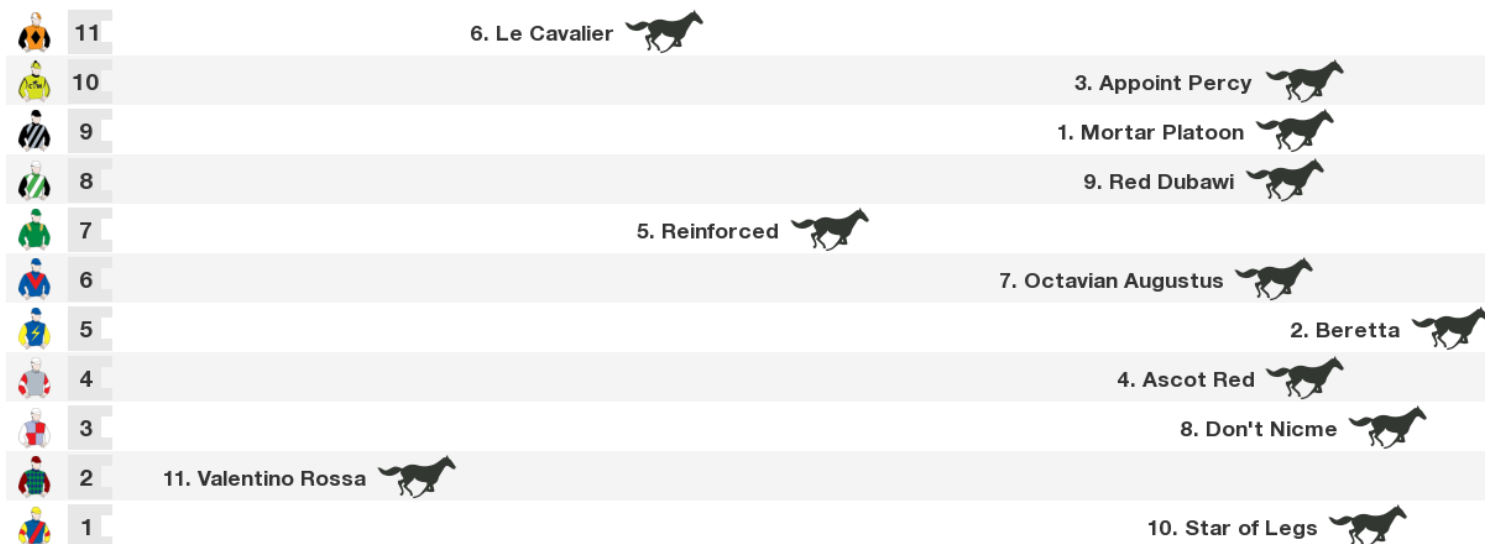 11 6. Le Cavalier
10 3. Appoint Percy
9 1. Mortar Platoon
8 9. Red Dubawi
7 5. Reinforced
6 7. Octavian Augustus
5 2. Beretta
4 4. Ascot Red
3 8. Don't Nicme
2 11. Valentino Rossa
1 10. Star of Legs